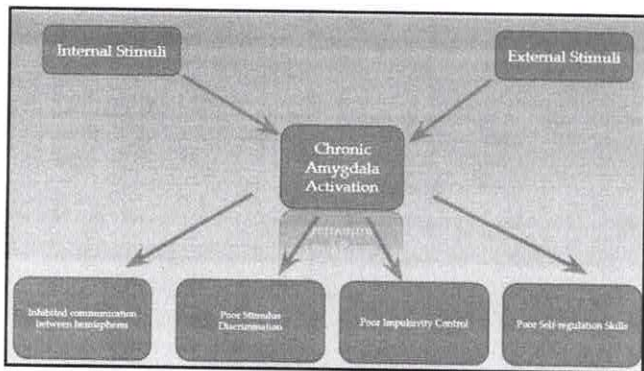 Internal Stimuli
External Stimuli
Chronic
Amygdala
Activation
Inhibited communication
between hemispheres
Poor Stimulus
Discrimination
Poor Impulsivity Control
Poor Self-regulation Skills